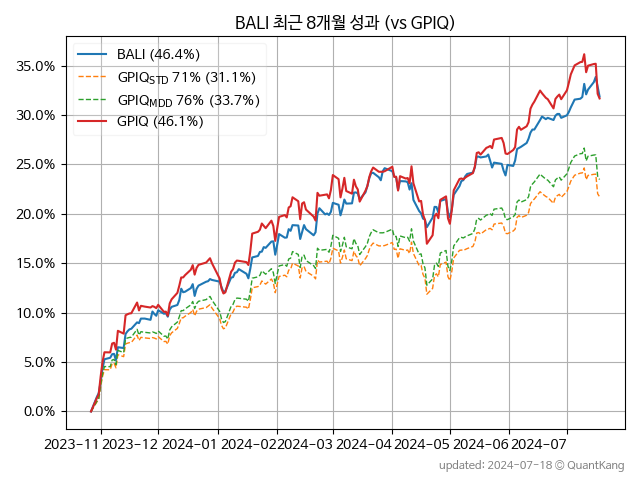 BALI 최근 8개월 성과 (vs GPIQ)
BALI (46.4%)
GPIQSTD 71% (31.1%)
GPIQMDD 76% (33.7%)
GPIQ (46.1%)
35.0%
30.0%
25.0%
20.0%
15.0%
10.0%
5.0%
0.0%
2023-11 2023-12 2024-01 2024-02 2024-03 2024-04 2024-05 2024-06 2024-07
updated: 2024-07-18 © QuantKang